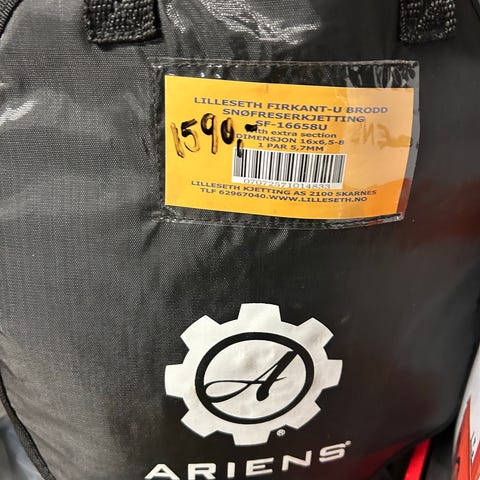 LILLESETH FIRKANT-U BRODD
SNØFRESERKJETTING
SF-16658U
1590,-
th extra section
DIMENSJON 16x6,5-8
1 PAR 5,7MM
LILLESETH KJETTING AS 2100 SKARNES
TLF 62967040.WWW.LILLESETH.NO
A
ARIENS®